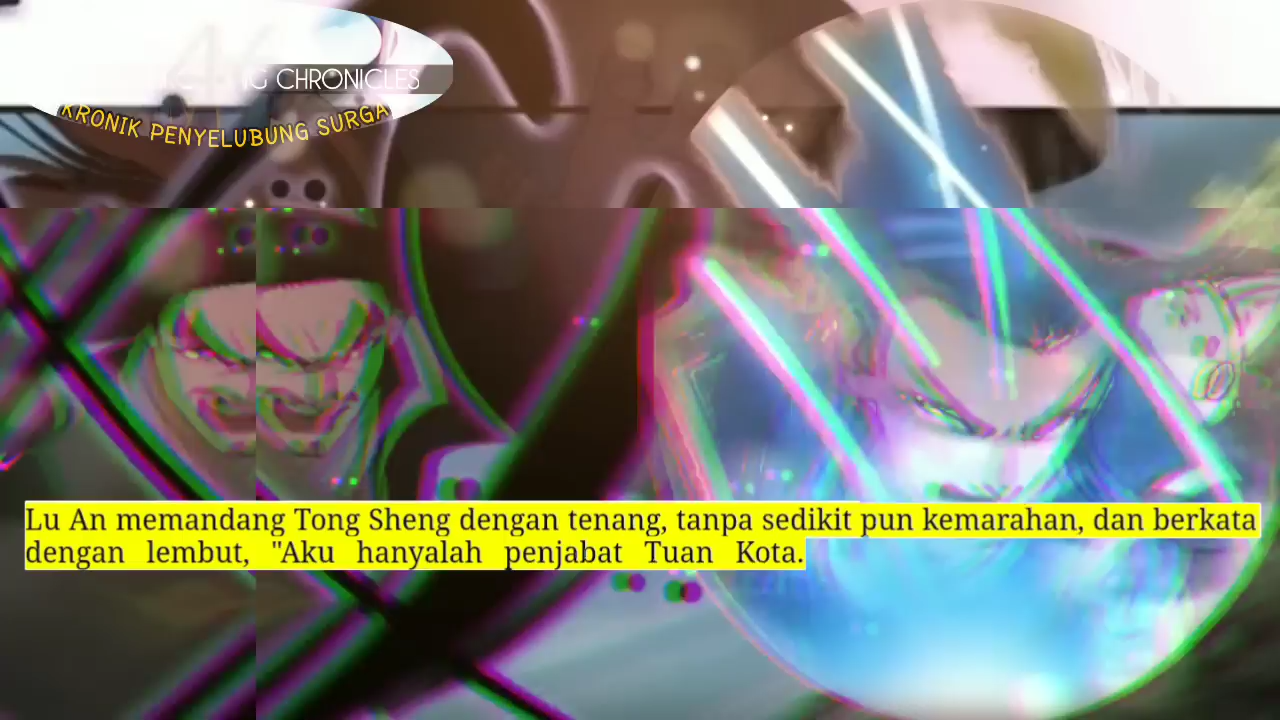 CHRONICLES
KRONIK PENYELUBUNG SURGA
Lu An memandang Tong Sheng dengan tenang, tanpa sedikit pun kemarahan, dan berkata
dengan lembut, "Aku hanyalah penjabat Tuan Kota.